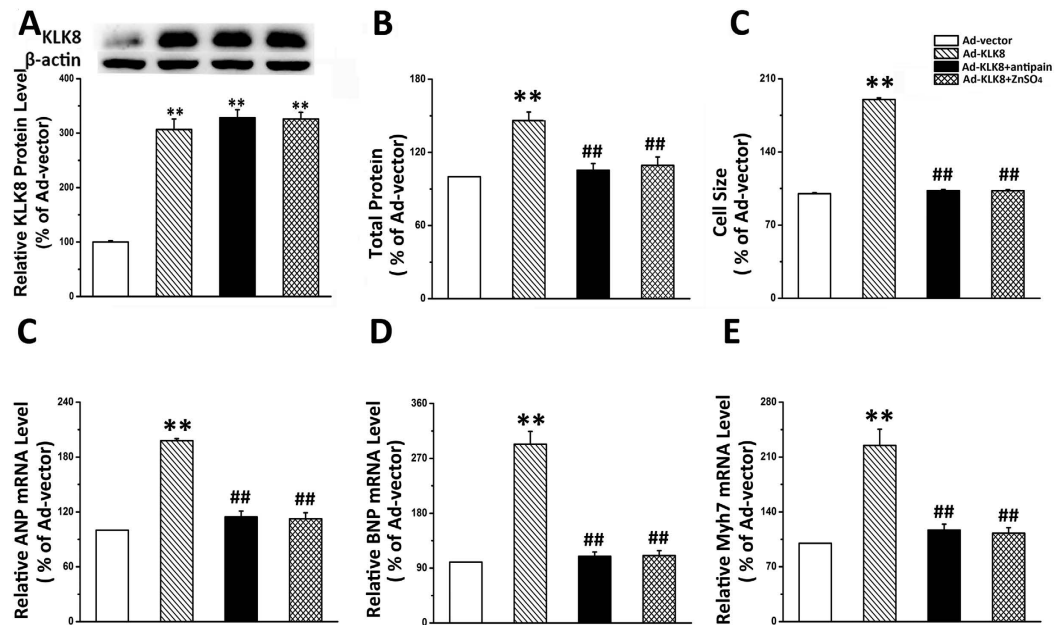 A
KLK8
β-actin
Relative KLK8 Protein Level
(% of Ad-vector)
400
300
200
100
0
**
**
**
B
Total Protein
( % of Ad-vector)
180
120
60
0
**
##
##
C
Cell Size
( % of Ad-vector)
210
140
70
0
**
##
##
Ad-vector
Ad-KLK8
Ad-KLK8+antipain
Ad-KLK8+ZnSO4
C
Relative ANP mRNA Level
( % of Ad-vector)
240
180
120
60
0
**
##
##
D
Relative BNP mRNA Level
( % of Ad-vector)
360
270
180
90
0
**
##
##
E
Relative Myh7 mRNA Level
( % of Ad-vector)
280
210
140
70
0
**
##
##